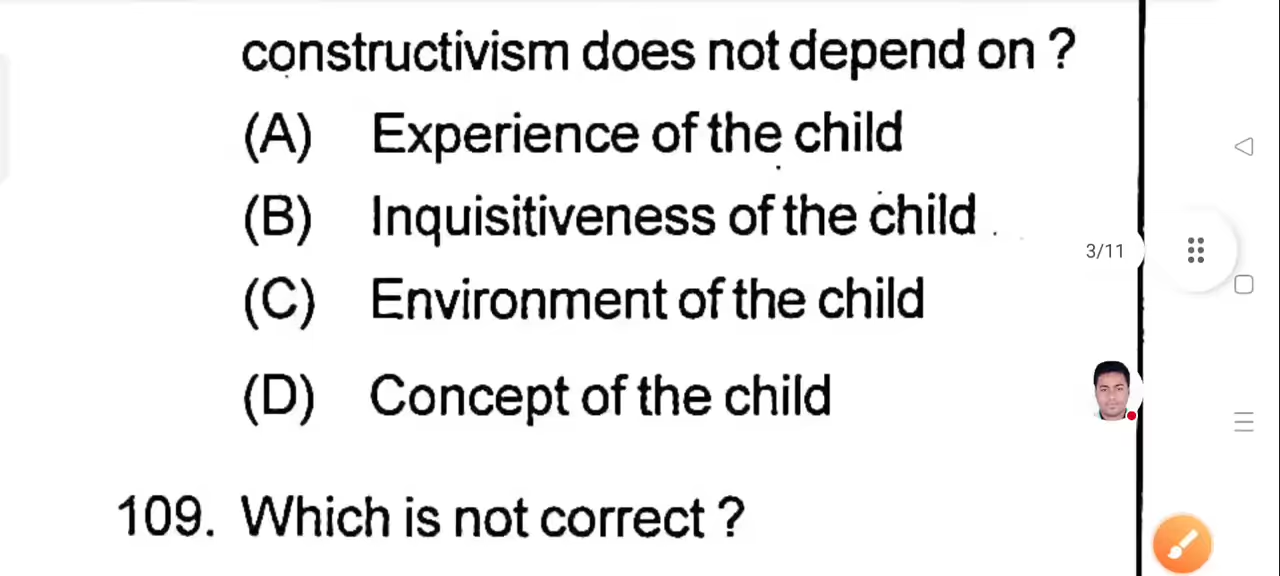 constructivism does not depend on ?
(A) Experience of the child
(B) Inquisitiveness of the child
(C) Environment of the child
3/11
(D) Concept of the child
109. Which is not correct ?